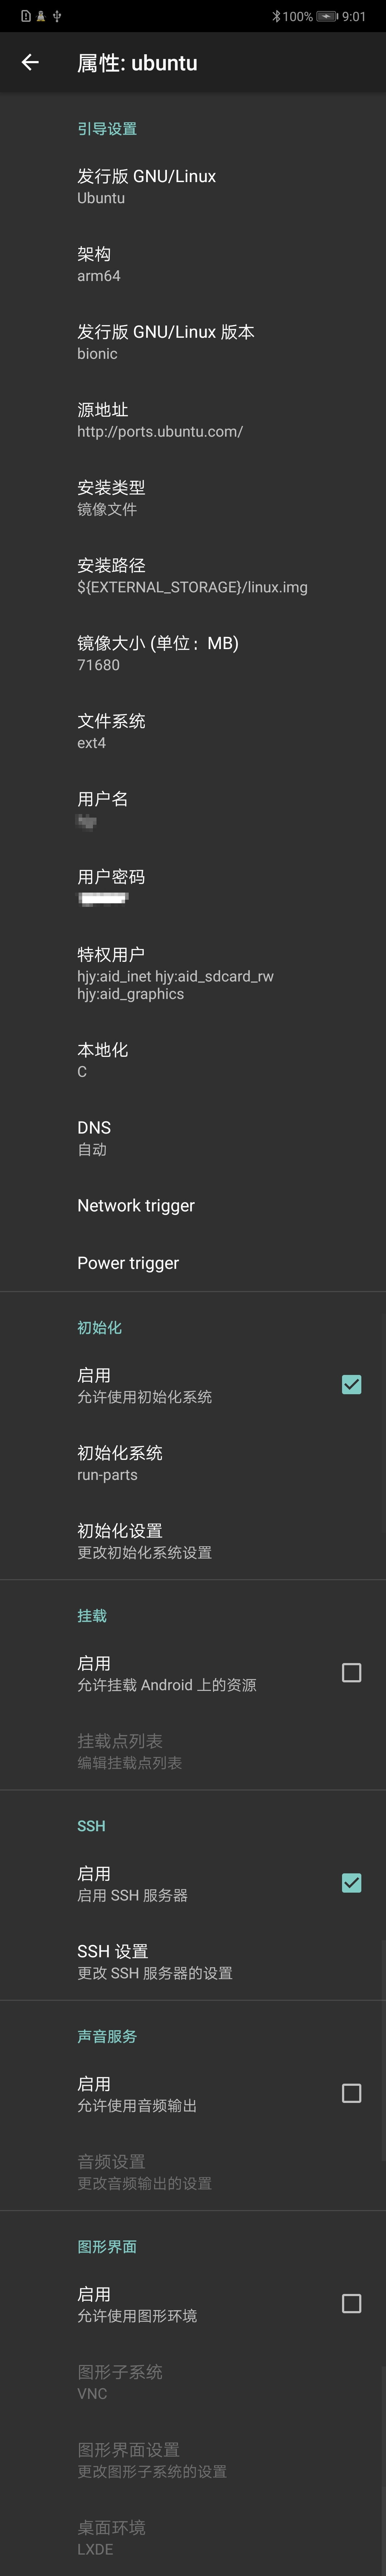 100% 9:01
属性: ubuntu
引导设置
发行版 GNU/Linux
Ubuntu
架构
arm64
发行版 GNU/Linux 版本
bionic
源地址
http://ports.ubuntu.com/
安装类型
镜像文件
安装路径
${EXTERNAL_STORAGE}/linux.img
镜像大小 (单位：MB)
71680
文件系统
ext4
用户名
用户密码
特权用户
hjy:aid_inet hjy:aid_sdcard_rw
hjy:aid_graphics
本地化
C
DNS
自动
Network trigger
Power trigger
初始化
启用
允许使用初始化系统
初始化系统
run-parts
初始化设置
更改初始化系统设置
挂载
启用
允许挂载 Android 上的资源
挂载点列表
编辑挂载点列表
SSH
启用
启用 SSH 服务器
SSH 设置
更改 SSH 服务器的设置
声音服务
启用
允许使用音频输出
音频设置
更改音频输出的设置
图形界面
启用
允许使用图形环境
图形子系统
VNC
图形界面设置
更改图形子系统的设置
桌面环境
LXDE